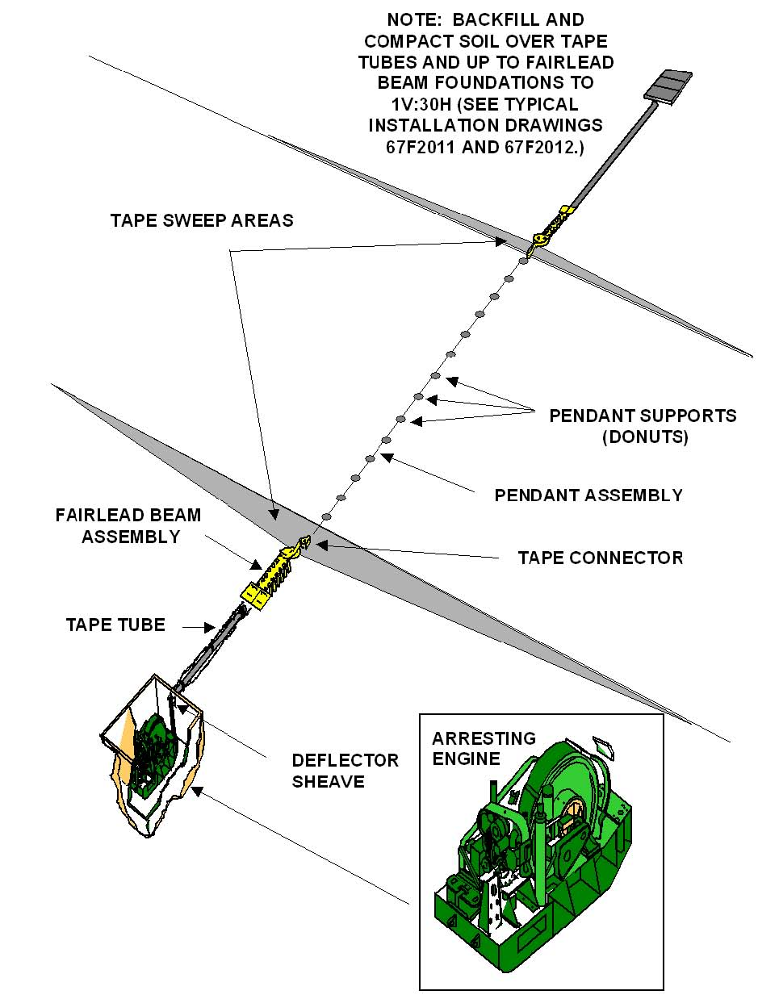 NOTE:  BACKFILL AND
COMPACT SOIL OVER TAPE
TUBES AND UP TO FAIRLEAD
BEAM FOUNDATIONS TO
1V:30H (SEE TYPICAL
INSTALLATION DRAWINGS
67F2011 AND 67F2012.)
TAPE SWEEP AREAS
PENDANT SUPPORTS
(DONUTS)
PENDANT ASSEMBLY
FAIRLEAD BEAM
ASSEMBLY
TAPE CONNECTOR
TAPE TUBE
DEFLECTOR
SHEAVE
ARRESTING
ENGINE